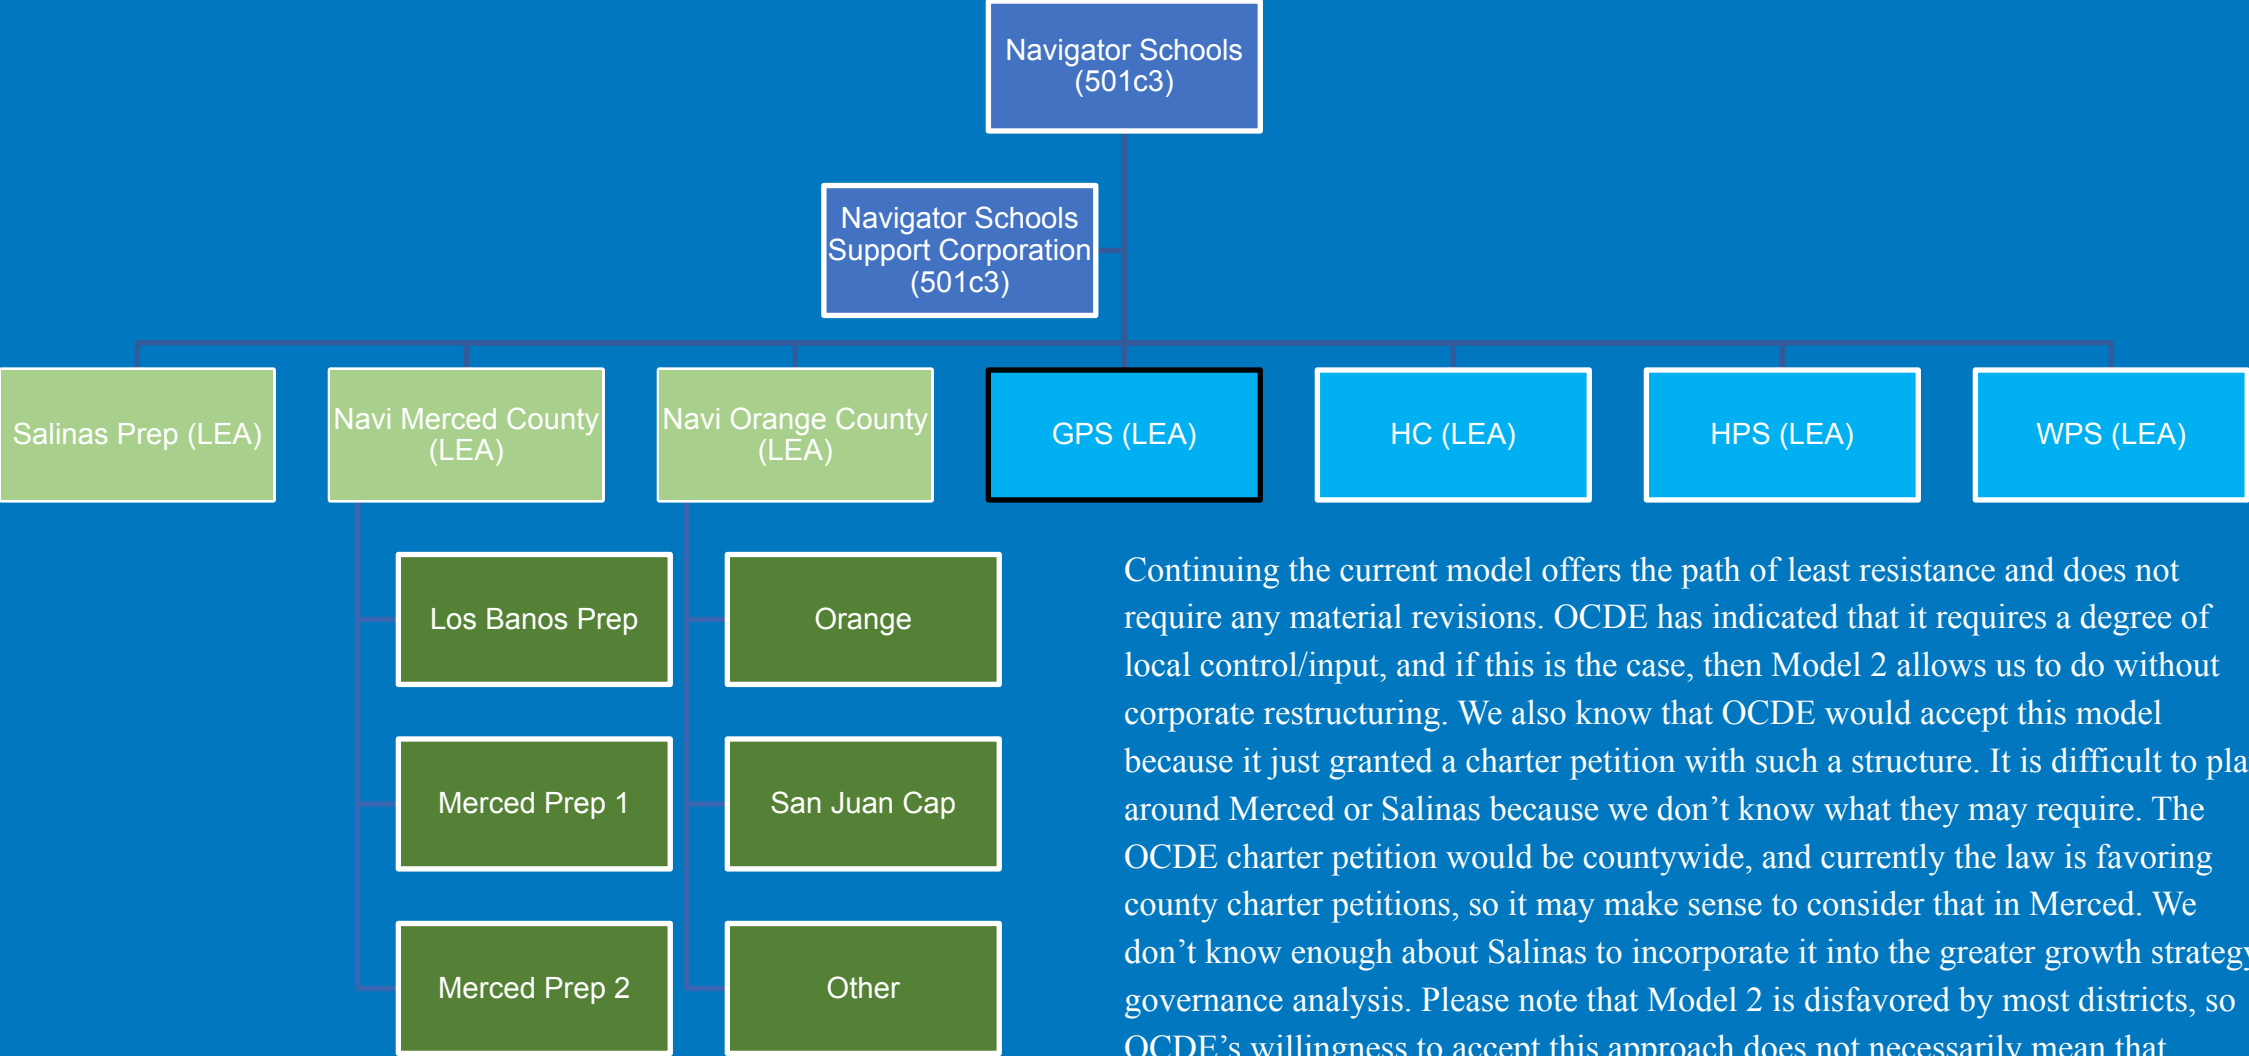 Navigator Schools
(501c3)
Navigator Schools
Support Corporation
(501c3)
Salinas Prep (LEA)
Navi Merced County
(LEA)
Navi Orange County
(LEA)
GPS (LEA)
HC (LEA)
HPS (LEA)
WPS (LEA)
Los Banos Prep
Merced Prep 1
Merced Prep 2
Orange
San Juan Cap
Other
Continuing the current model offers the path of least resistance and does not
require any material revisions. OCDE has indicated that it requires a degree of
local control/input, and if this is the case, then Model 2 allows us to do without
corporate restructuring. We also know that OCDE would accept this model
because it just granted a charter petition with such a structure. It is difficult to pla
around Merced or Salinas because we don’t know what they may require. The
OCDE charter petition would be countywide, and currently the law is favoring
county charter petitions, so it may make sense to consider that in Merced. We
don’t know enough about Salinas to incorporate it into the greater growth strategy
governance analysis. Please note that Model 2 is disfavored by most districts, so
OCDE’s willingness to accept this approach does not necessarily mean that